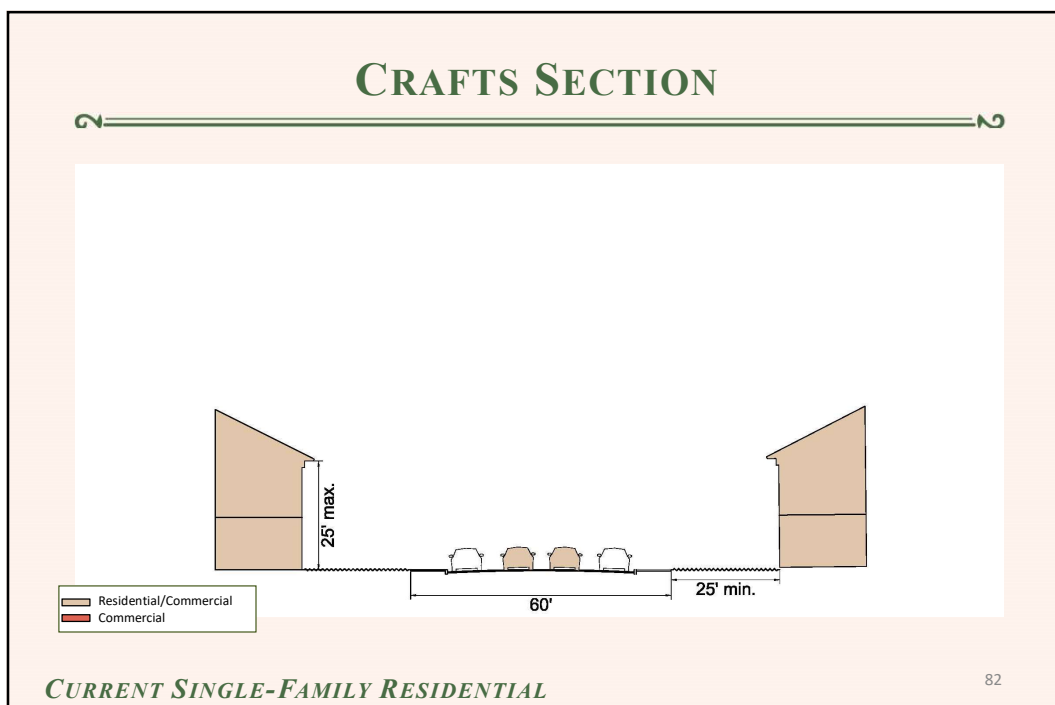 CRAFTS SECTION
25' max.
60'
25' min.
Residential/Commercial
Commercial
CURRENT SINGLE-FAMILY RESIDENTIAL
82